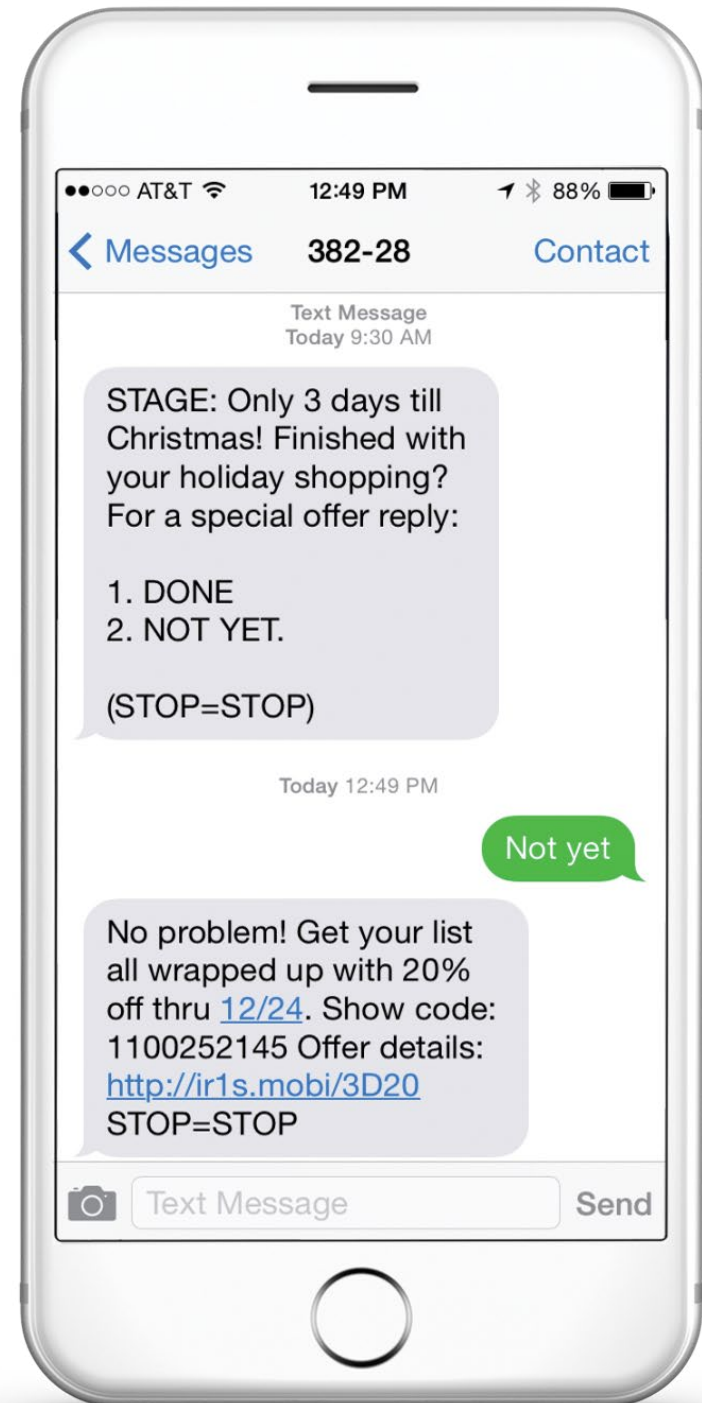 AT&T 12:49 PM 88%
Messages 382-28 Contact
Text Message
Today 9:30 AM
STAGE: Only 3 days till
Christmas! Finished with
your holiday shopping?
For a special offer reply:
1. DONE
2. NOT YET.
(STOP=STOP)
Today 12:49 PM
Not yet
No problem! Get your list
all wrapped up with 20%
off thru 12/24. Show code:
1100252145 Offer details:
http://ir1s.mobi/3D20
STOP=STOP
Text Message Send